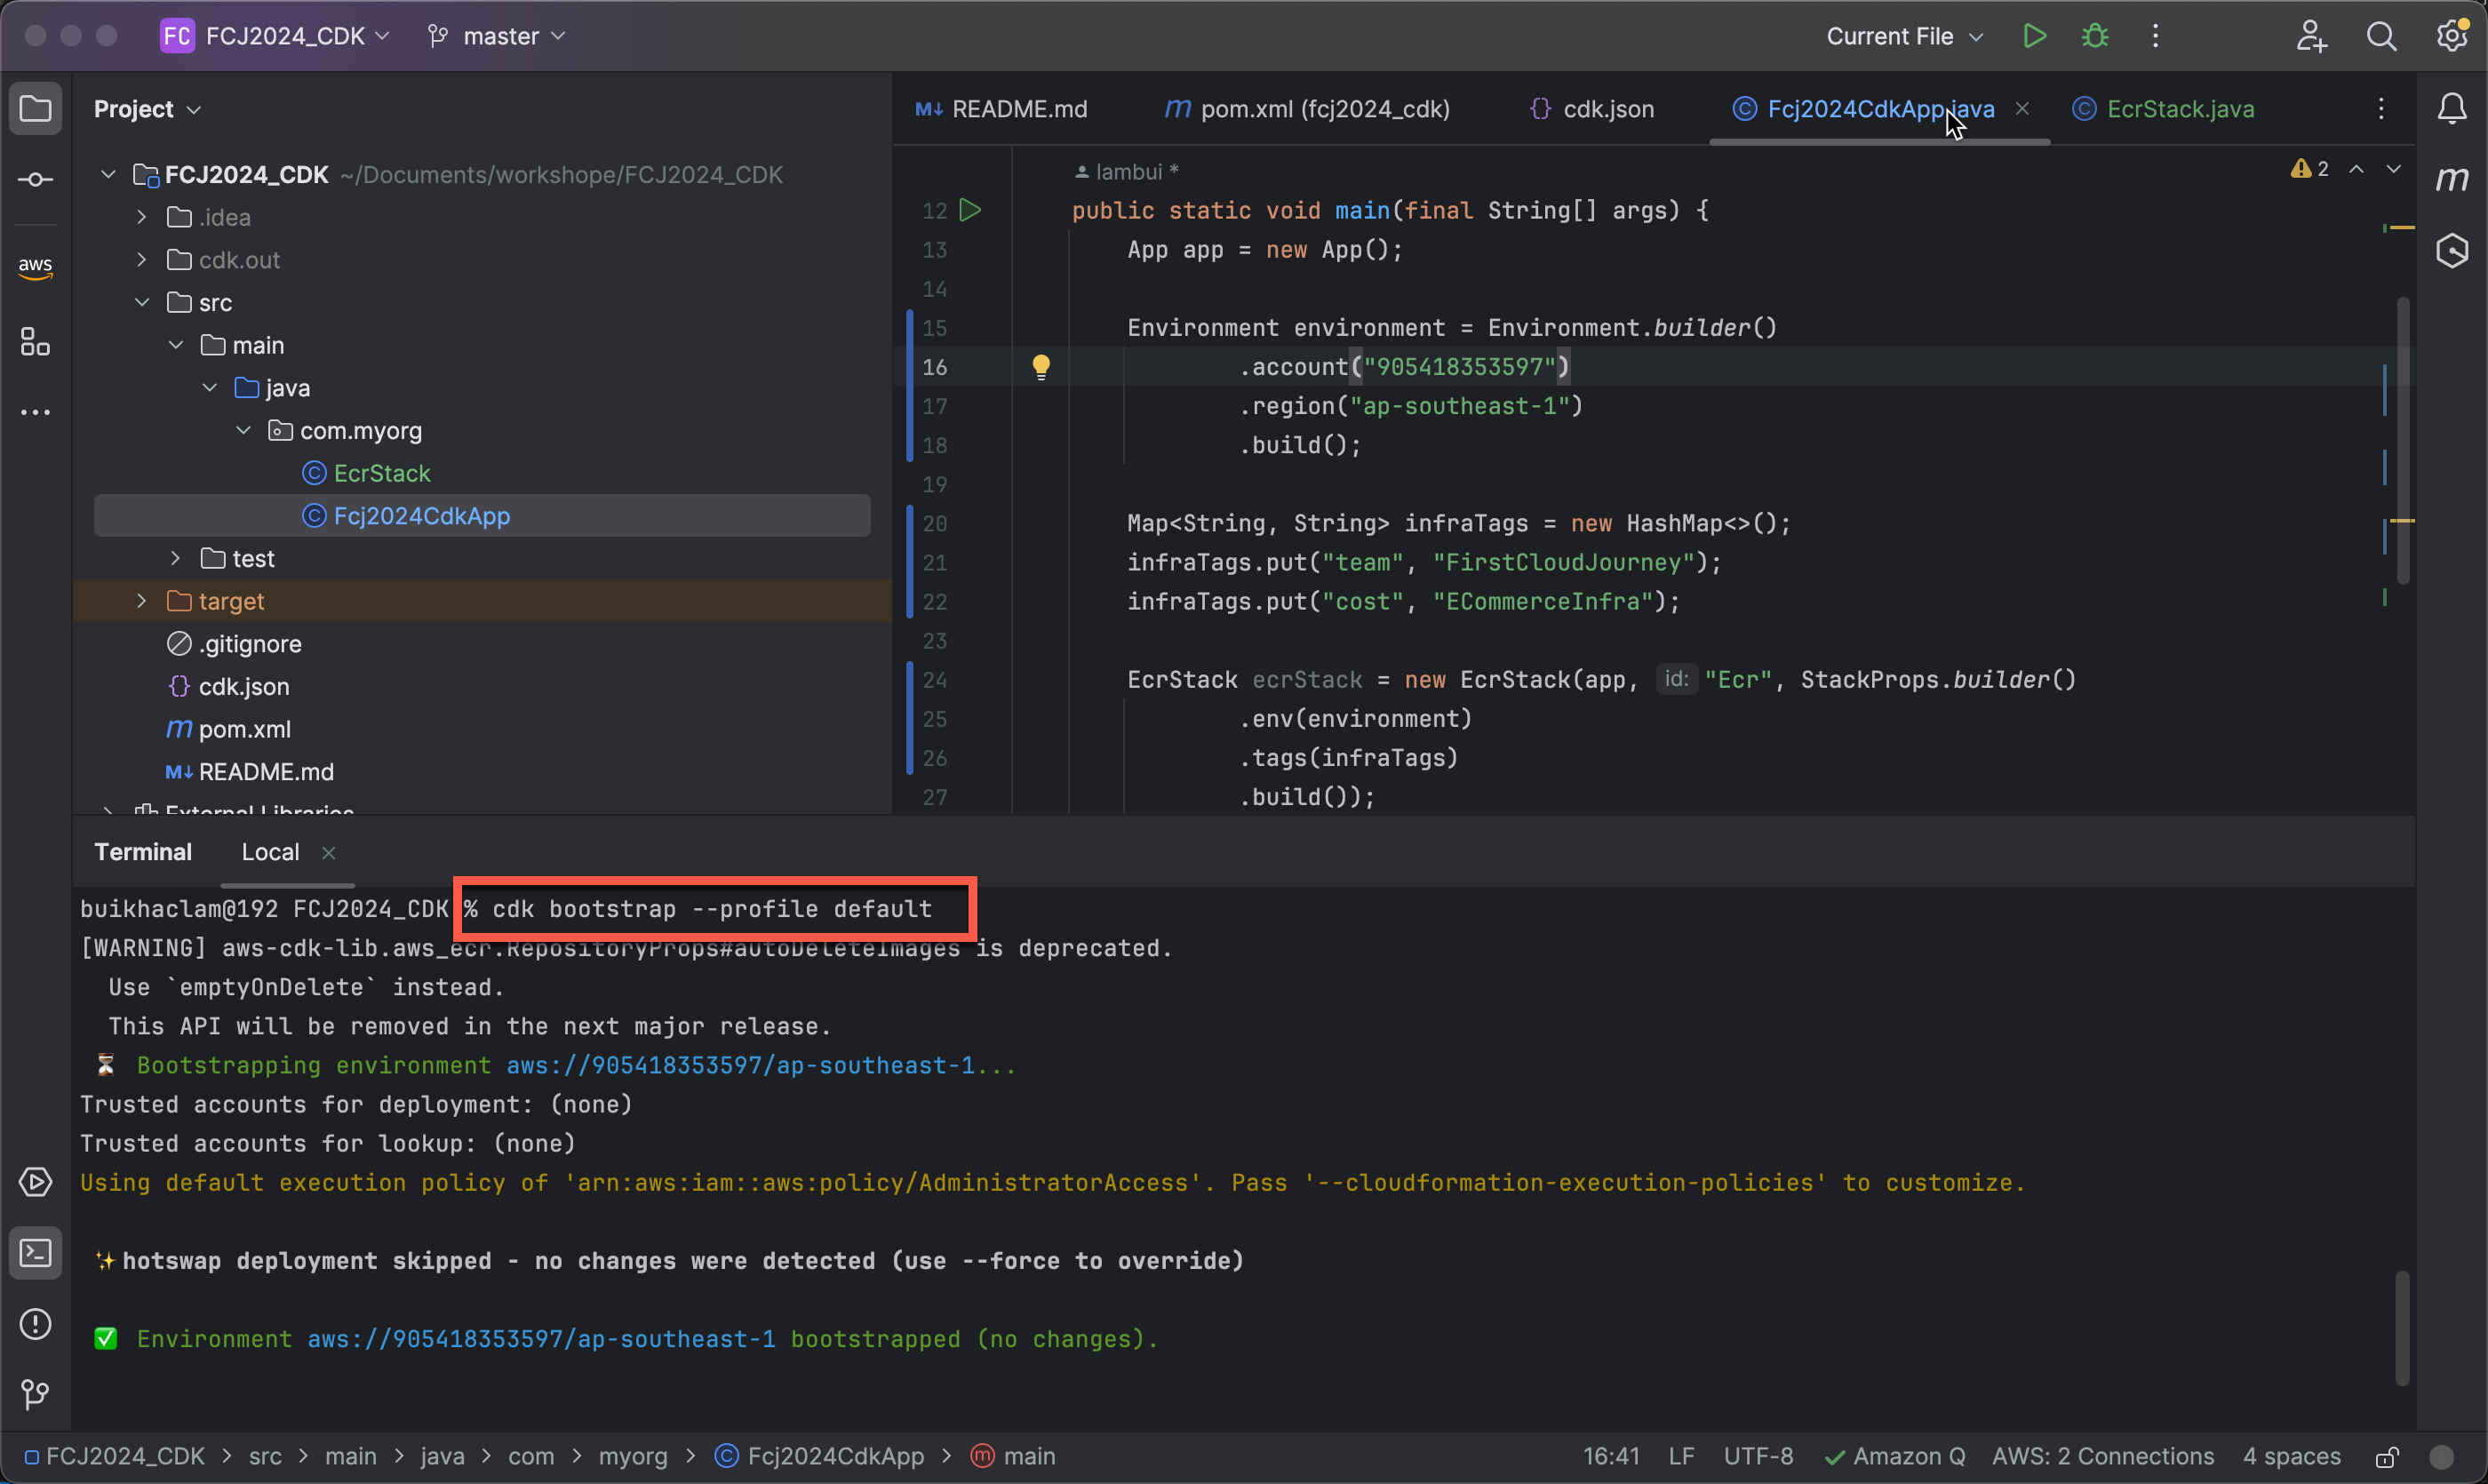 FC FCJ2024_CDK master Current File
Project
FCJ2024_CDK ~/Documents/workshope/FCJ2024_CDK
.idea
cdk.out
aws
src
main
java
com.myorg
EcrStack
Fcj2024CdkApp
test
target
.gitignore
cdk.json
pom.xml
M↓ README.md
External Libraries
M↓ README.md m pom.xml (fcj2024_cdk) {} cdk.json Fcj2024CdkApp.java EcrStack.java
lambui *
2
12 public static void main(final String[] args) {
13 App app = new App();
14
15 Environment environment = Environment.builder()
16 .account("905418353597")
17 .region("ap-southeast-1")
18 .build();
19
20 Map<String, String> infraTags = new HashMap<>();
21 infraTags.put("team", "FirstCloudJourney");
22 infraTags.put("cost", "ECommerceInfra");
23
24 EcrStack ecrStack = new EcrStack(app, id: "Ecr", StackProps.builder()
25 .env(environment)
26 .tags(infraTags)
27 .build());
Terminal Local
buikhaclam@192 FCJ2024_CDK % cdk bootstrap --profile default
[WARNING] aws-cdk-lib.aws_ecr.RepositoryProps#autoDeleteImages is deprecated.
Use `emptyOnDelete` instead.
This API will be removed in the next major release.
⏳ Bootstrapping environment aws://905418353597/ap-southeast-1...
Trusted accounts for deployment: (none)
Trusted accounts for lookup: (none)
Using default execution policy of 'arn:aws:iam::aws:policy/AdministratorAccess'. Pass '--cloudformation-execution-policies' to customize.
✨hotswap deployment skipped - no changes were detected (use --force to override)
✅ Environment aws://905418353597/ap-southeast-1 bootstrapped (no changes).
FCJ2024_CDK > src > main > java > com > myorg > Fcj2024CdkApp > main 16:41 LF UTF-8 Amazon Q AWS: 2 Connections 4 spaces